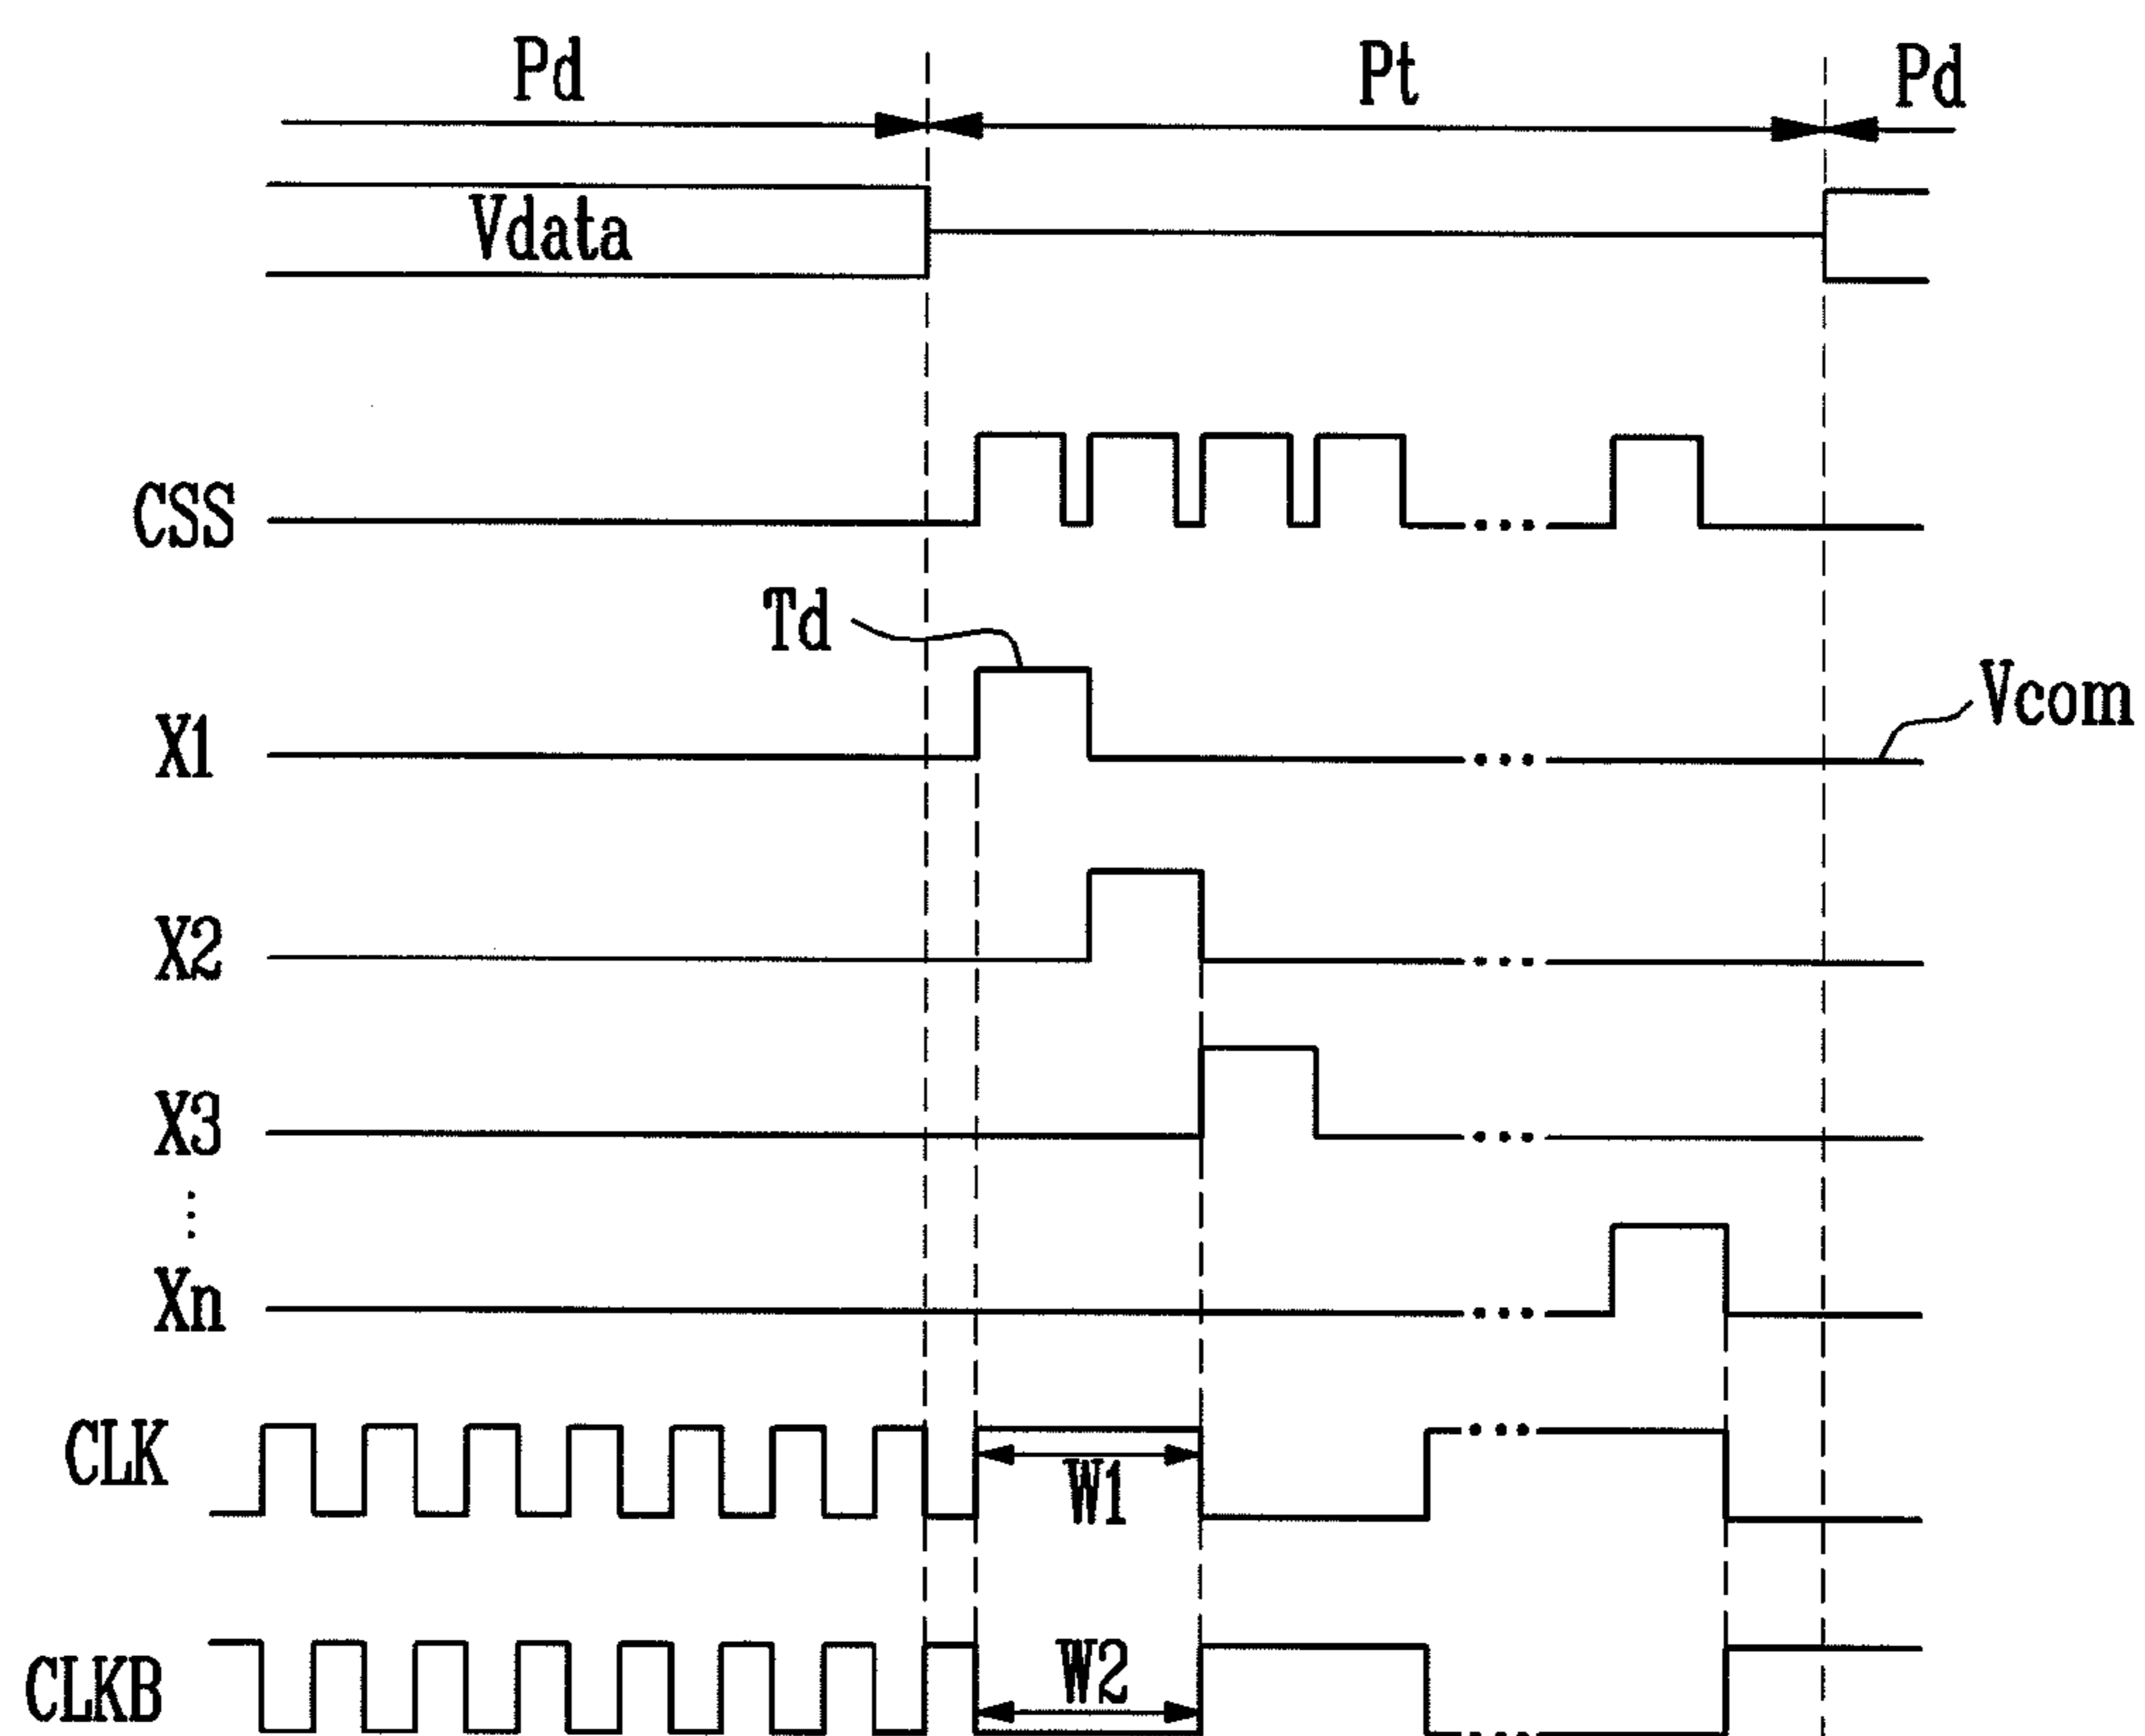 Pd Pt Pd
Vdata
CSS
Td
X1
Vcom
X2
X3
⋮
Xn
CLK
W1
CLKB
W2